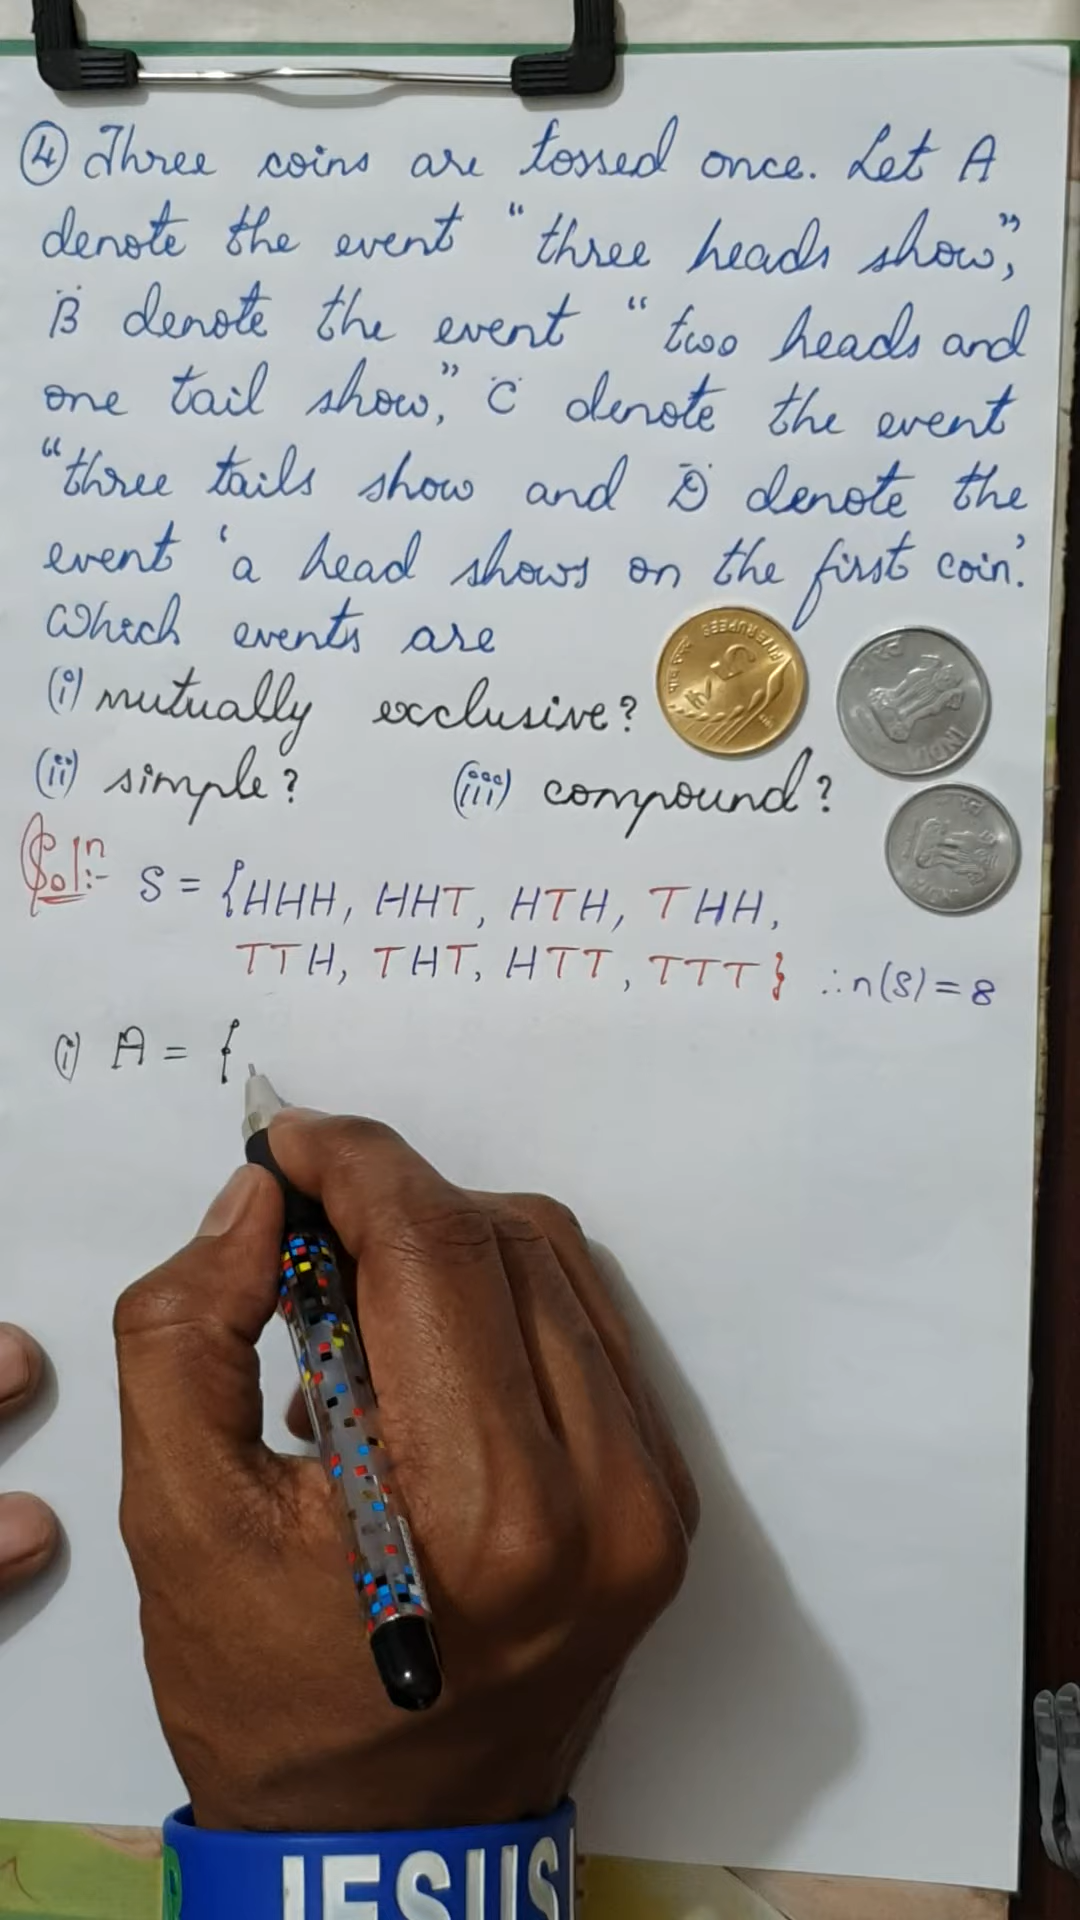 ④ Three coins are tossed once. Let A
denote the event "three heads show",
B denote the event "two heads and
one tail show," C denote the event
"three tails show and D denote the
event 'a head shows on the first coin'.
Which events are
(i) mutually exclusive?
(ii) simple? (iii) compound?
Solⁿ:- S = {HHH, HHT, HTH, THH,
TTH, THT, HTT, TTT} ∴n(S) = 8
(i) A = {
FIVE RUPEES
INDIA
JESUS